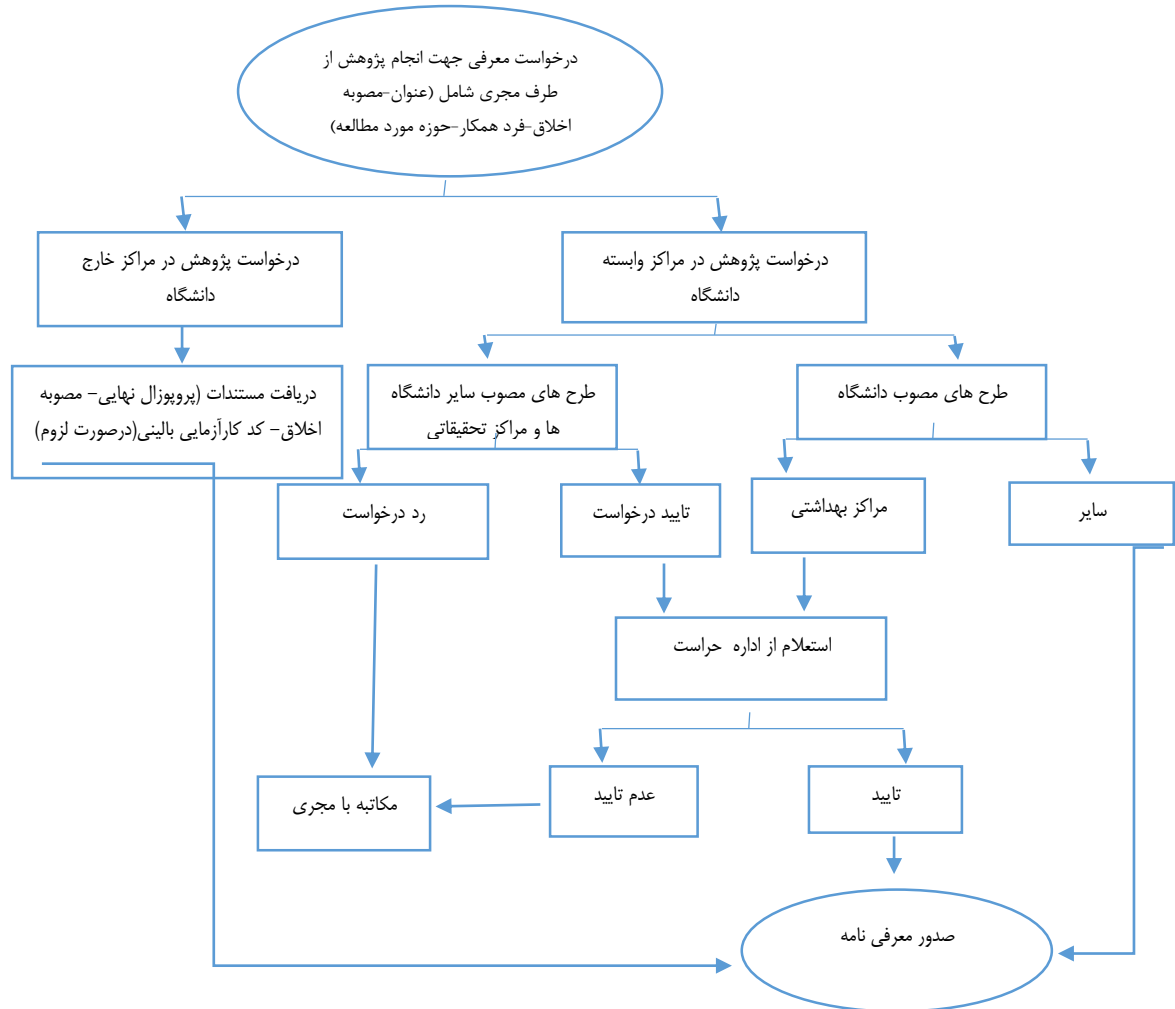 درخواست معرفی جهت انجام پژوهش از
طرف مجری شامل (عنوان-مصوبه
اخلاق-فرد همکار-حوزه مورد مطالعه)
درخواست پژوهش در مراکز وابسته
دانشگاه
درخواست پژوهش در مراکز خارج
دانشگاه
طرح های مصوب دانشگاه
طرح های مصوب سایر دانشگاه
ها و مراکز تحقیقاتی
دریافت مستندات (پروپوزال نهایی- مصوبه
اخلاق- کد کارآزمایی بالینی(درصورت لزوم)
سایر
مراکز بهداشتی
تایید درخواست
رد درخواست
استعلام از اداره حراست
تایید
عدم تایید
مکاتبه با مجری
صدور معرفی نامه